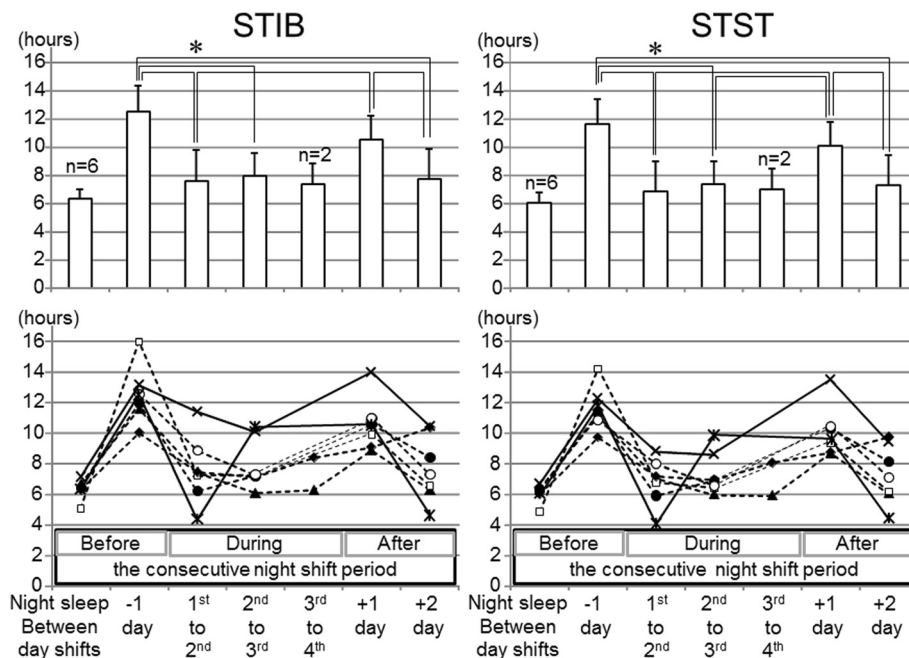 STIB
(hours)
*
16
14
12
10
8
6
4
2
0
n=6
n=2
(hours)
16
14
12
10
8
6
4
2
0
Before During After
the consecutive night shift period
Night sleep -1 1st 2nd 3rd +1 +2
Between day to to to day day
day shifts 2nd 3rd 4th
STST
(hours)
*
16
14
12
10
8
6
4
2
0
n=6
n=2
(hours)
16
14
12
10
8
6
4
2
0
Before During After
the consecutive night shift period
Night sleep -1 1st 2nd 3rd +1 +2
Between day to to to day day
day shifts 2nd 3rd 4th